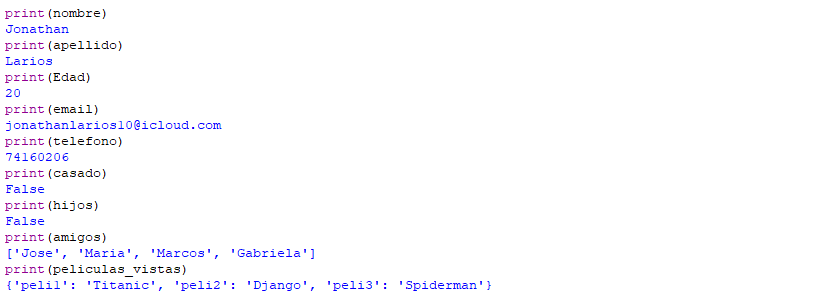 print(nombre)
Jonathan
print(apellido)
Larios
print(Edad)
20
print(email)
jonathanlarios10@icloud.com
print(telefono)
74160206
print(casado)
False
print(hijos)
False
print(amigos)
['Jose', 'Maria', 'Marcos', 'Gabriela']
print(peliculas_vistas)
{'peli1': 'Titanic', 'peli2': 'Django', 'peli3': 'Spiderman'}